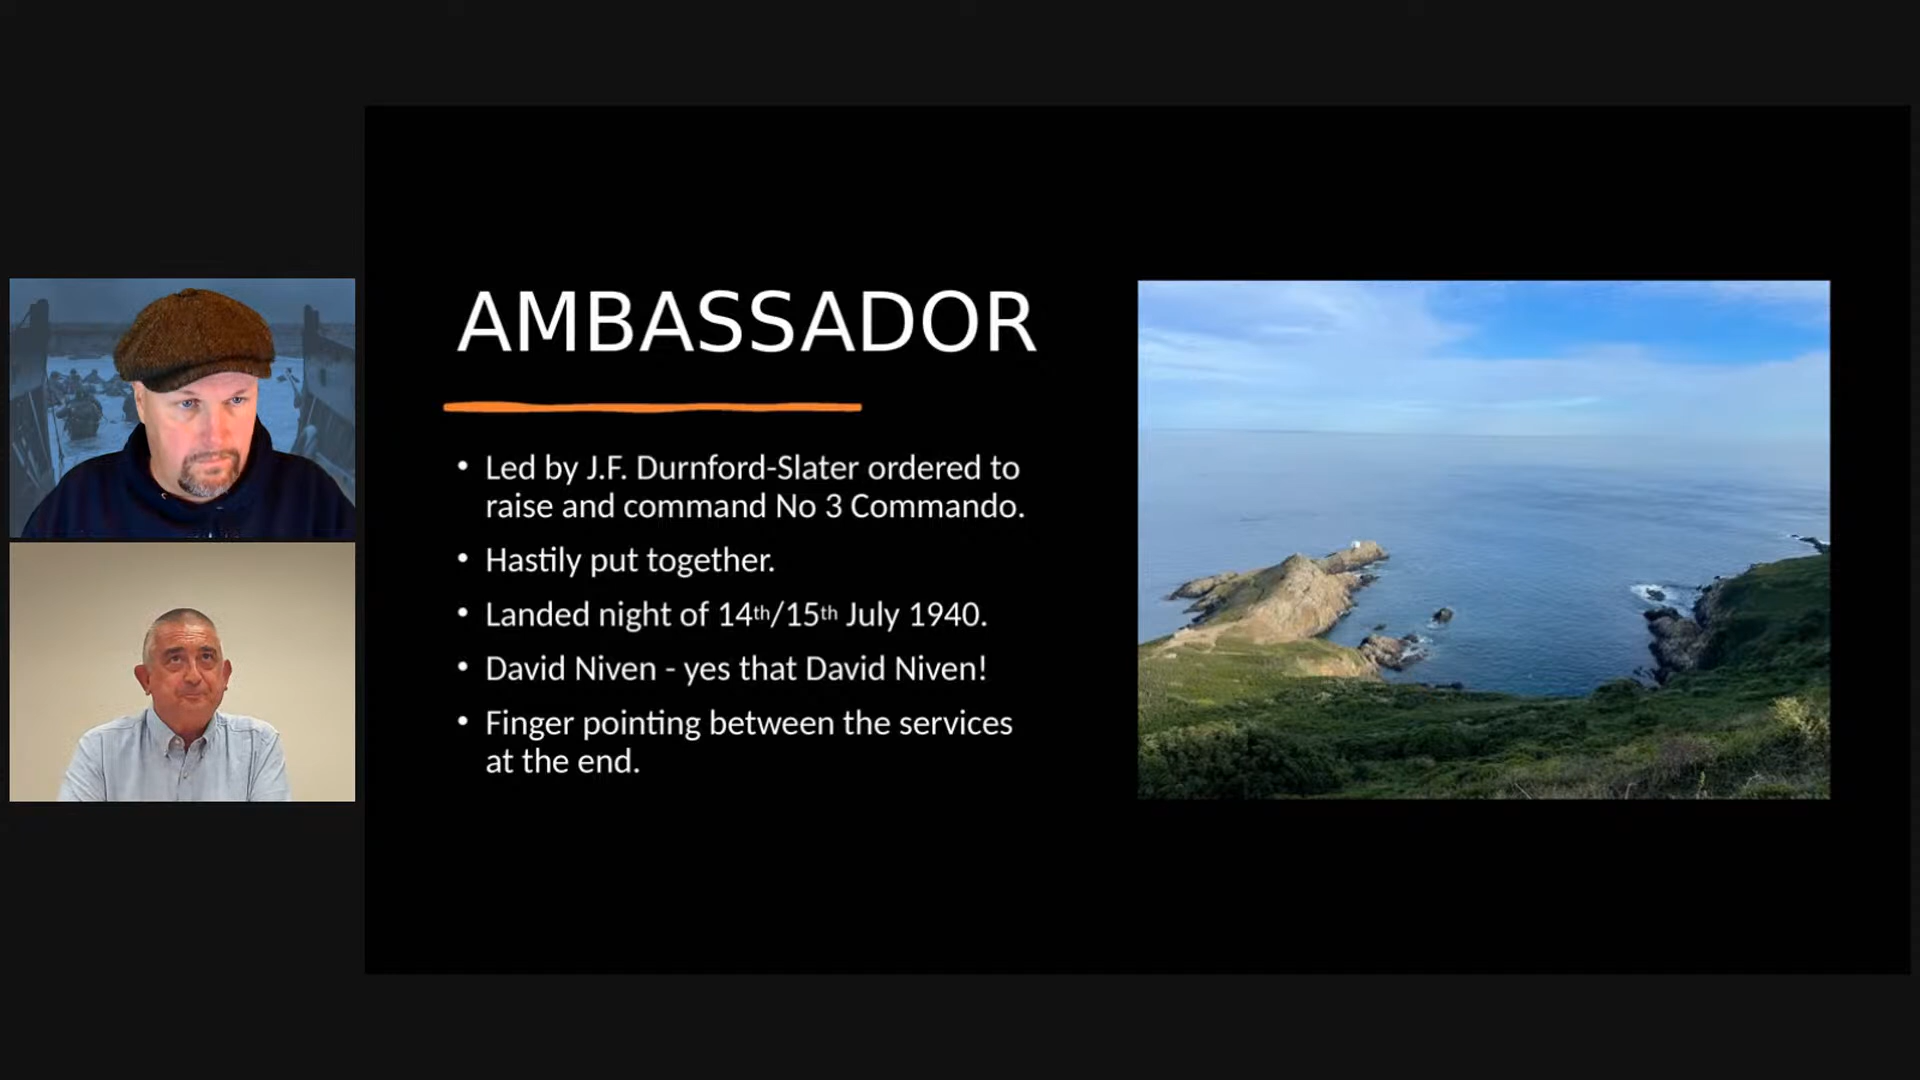 AMBASSADOR
• Led by J.F. Durnford-Slater ordered to
raise and command No 3 Commando.
• Hastily put together.
• Landed night of 14th/15th July 1940.
• David Niven - yes that David Niven!
• Finger pointing between the services
at the end.